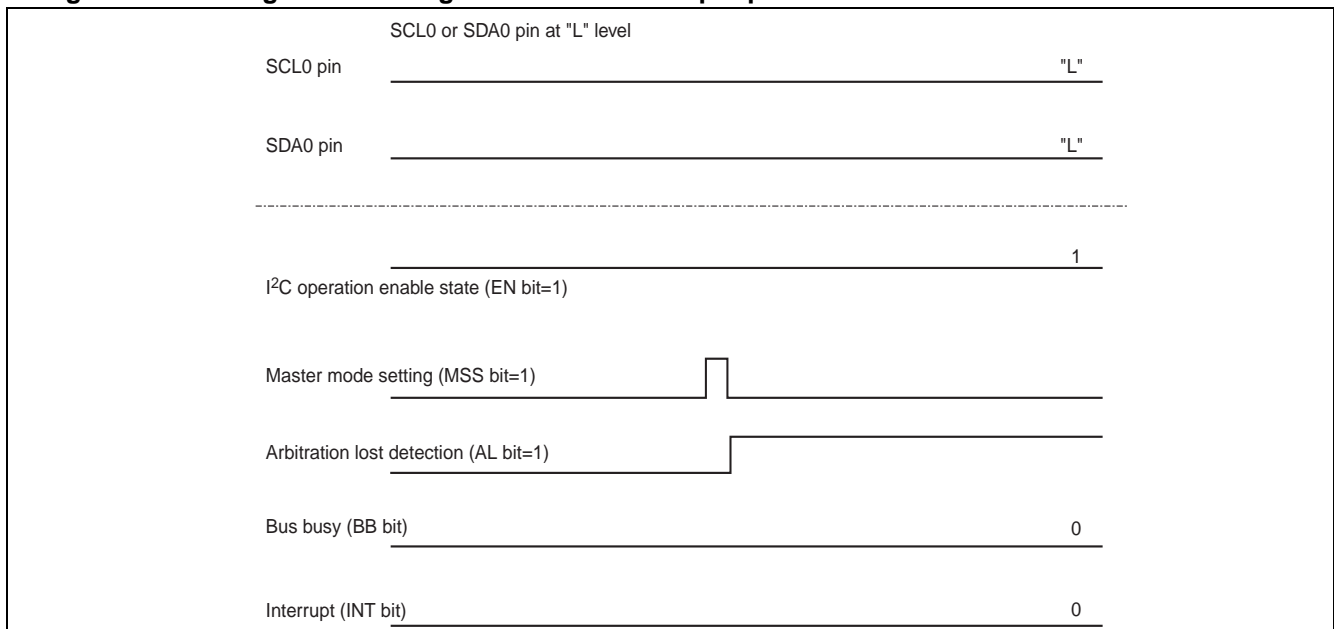 SCL0 or SDA0 pin at "L" level
SCL0 pin "L"
SDA0 pin "L"
1
I2C operation enable state (EN bit=1)
Master mode setting (MSS bit=1)
Arbitration lost detection (AL bit=1)
Bus busy (BB bit) 0
Interrupt (INT bit) 0